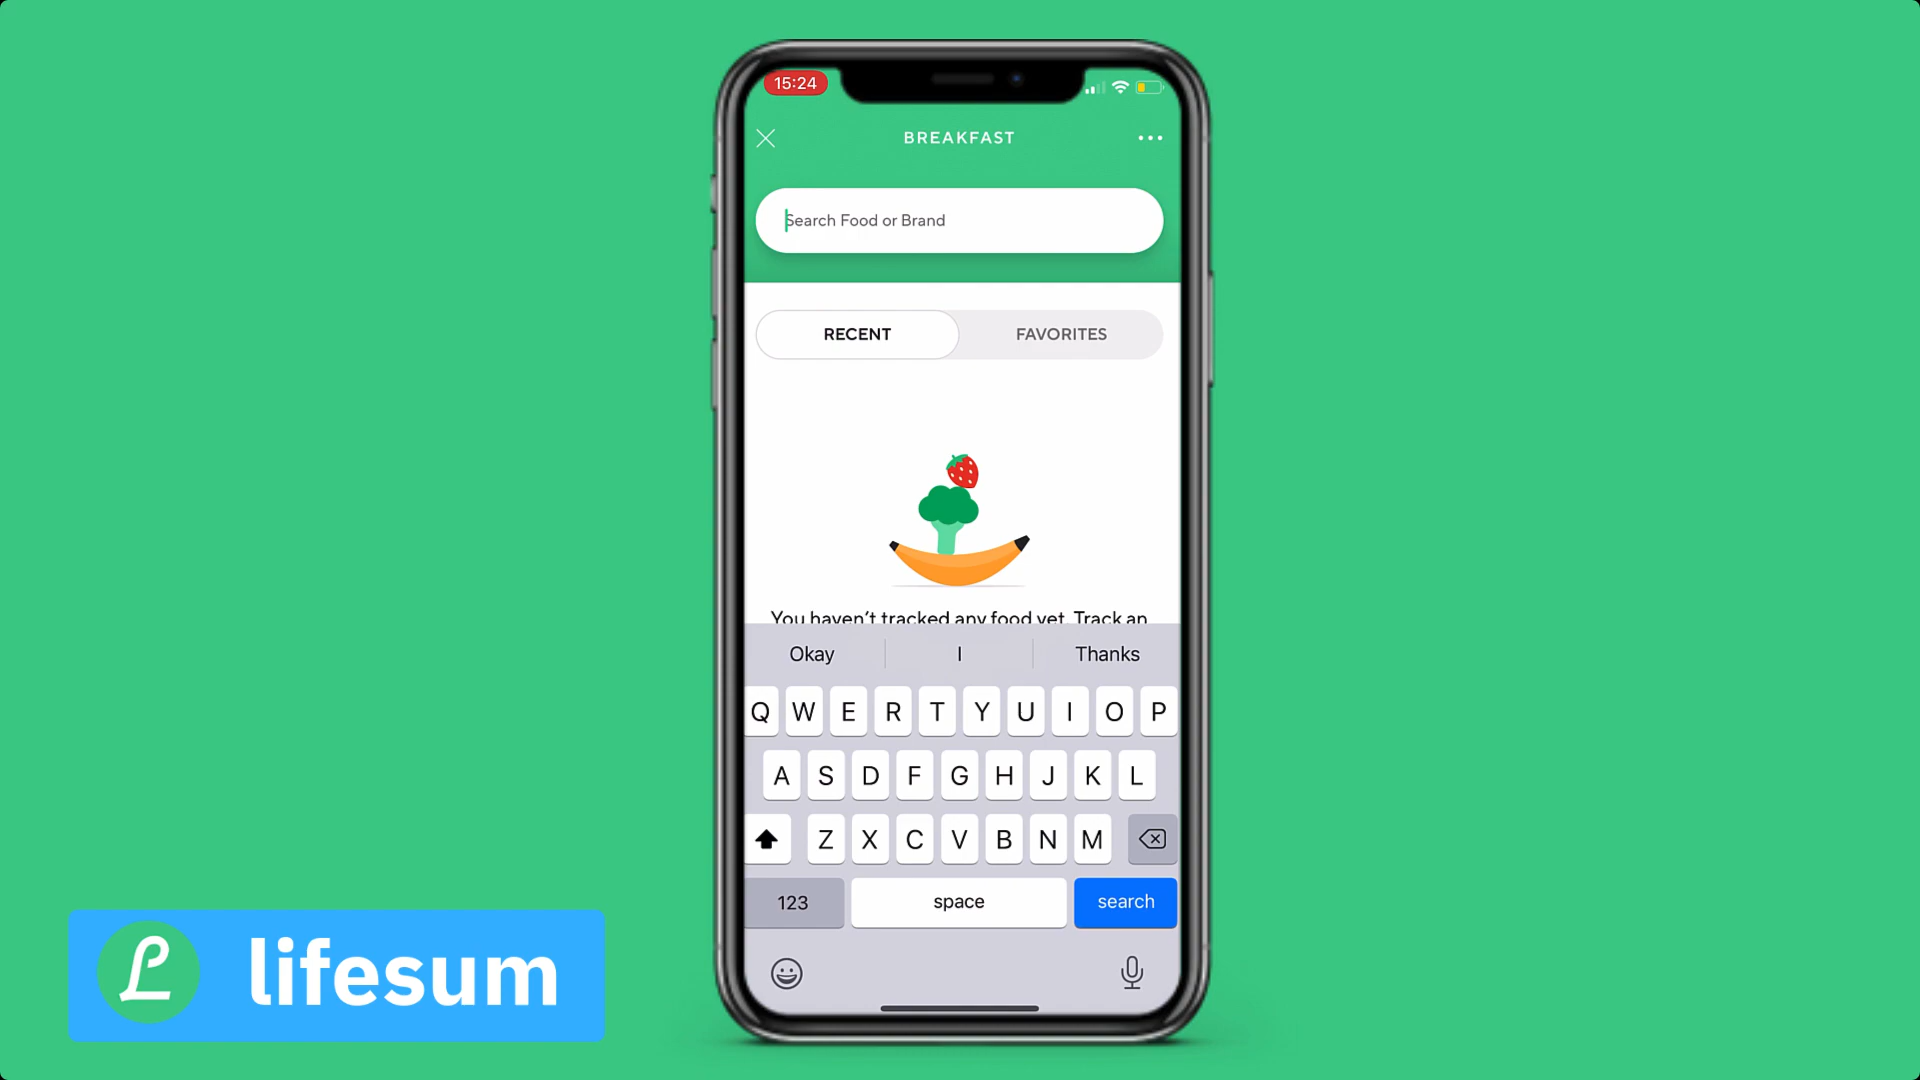 15:24
BREAKFAST
Search Food or Brand
RECENT
FAVORITES
You haven't tracked any food yet. Track an
Okay
I
Thanks
Q W E R T Y U I O P
A S D F G H J K L
Z X C V B N M
123
space
search
L lifesum